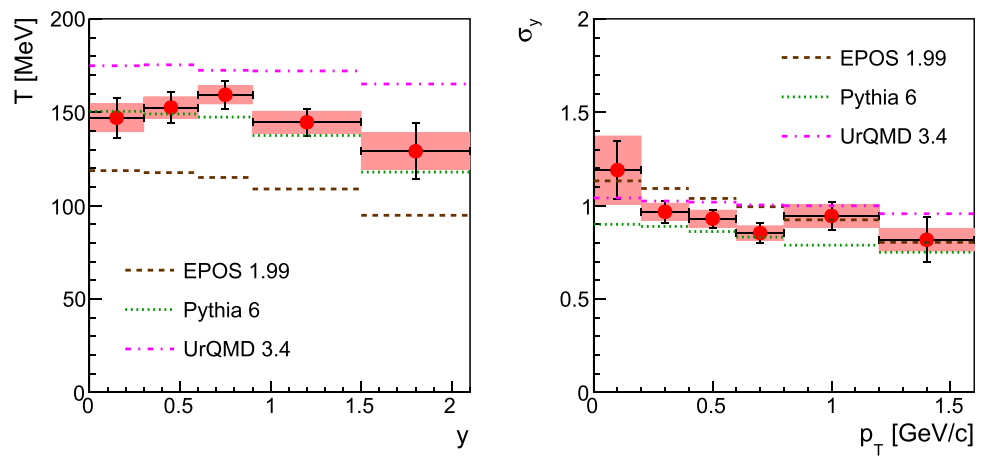 T [MeV]
200
150
100
50
0
EPOS 1.99
Pythia 6
UrQMD 3.4
0 0.5 1 1.5 2
y
σy
2
1.5
1
0.5
0
EPOS 1.99
Pythia 6
UrQMD 3.4
0 0.5 1 1.5
pT [GeV/c]